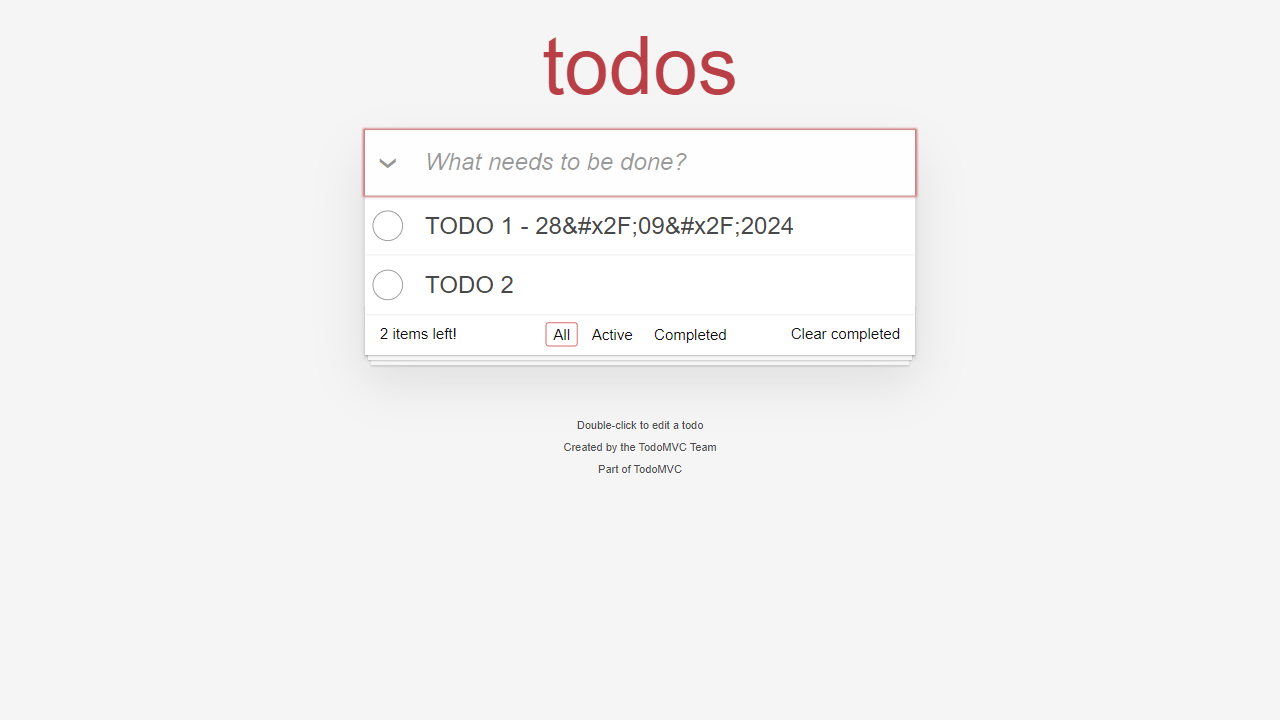 todos
What needs to be done?
TODO 1 - 28&#x2F;09&#x2F;2024
TODO 2
2 items left!
All
Active
Completed
Clear completed
Double-click to edit a todo
Created by the TodoMVC Team
Part of TodoMVC